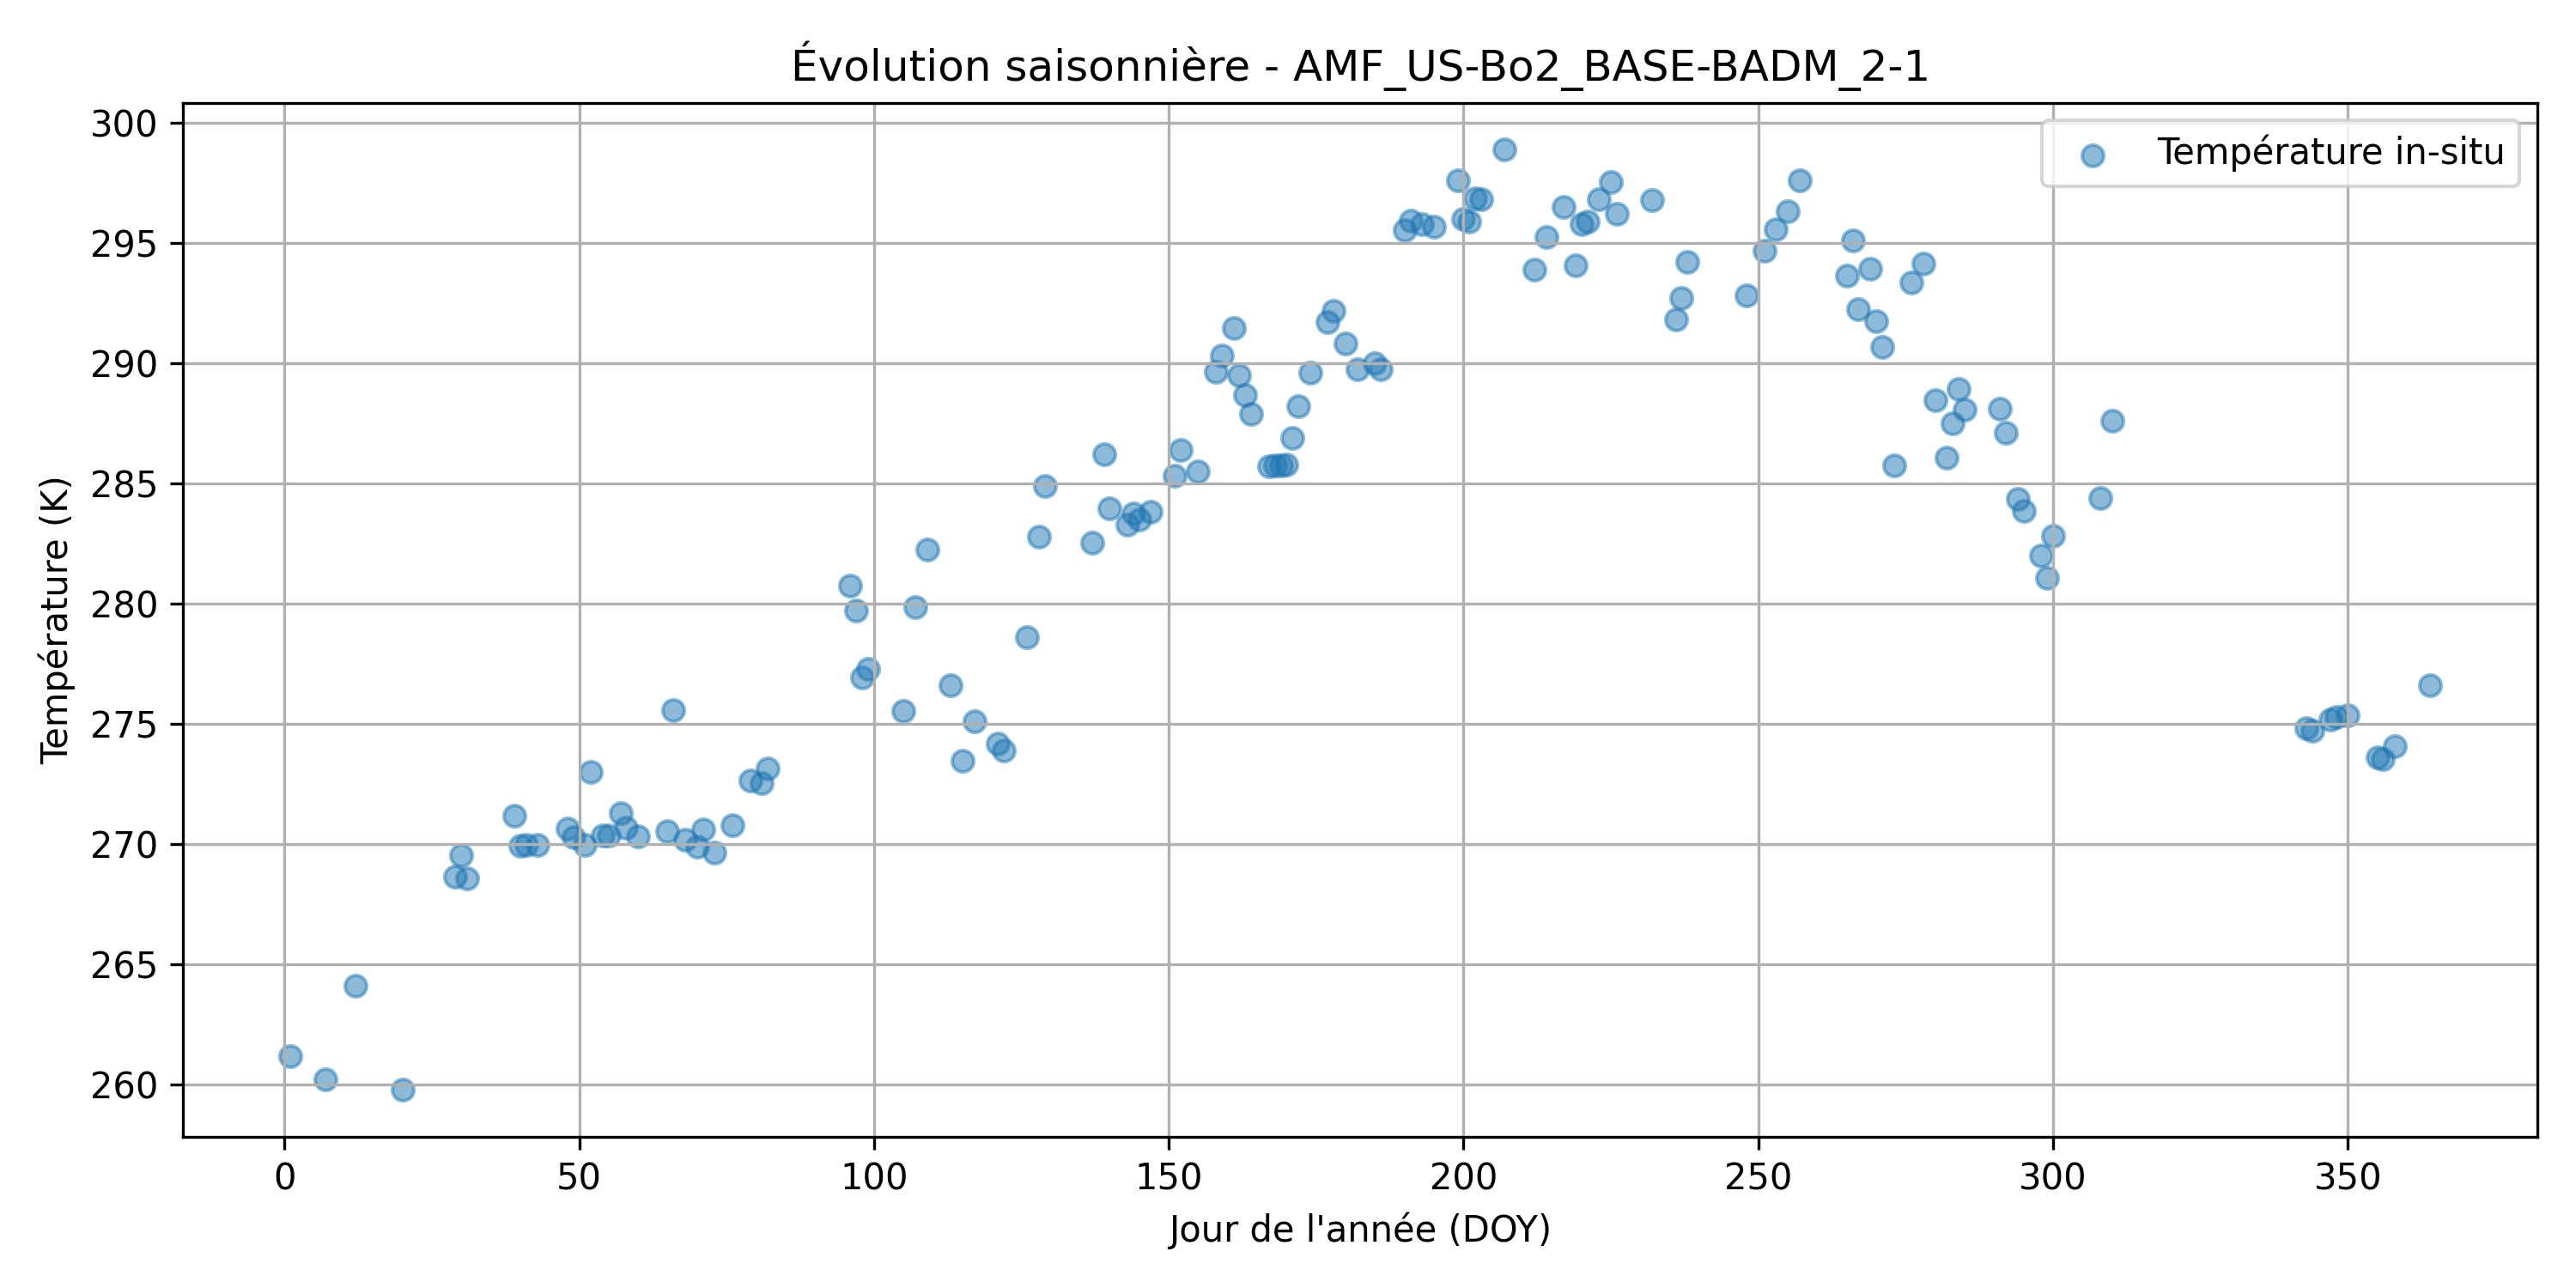 Évolution saisonnière - AMF_US-Bo2_BASE-BADM_2-1
Température in-situ
Température (K)
300
295
290
285
280
275
270
265
260
0 50 100 150 200 250 300 350
Jour de l'année (DOY)